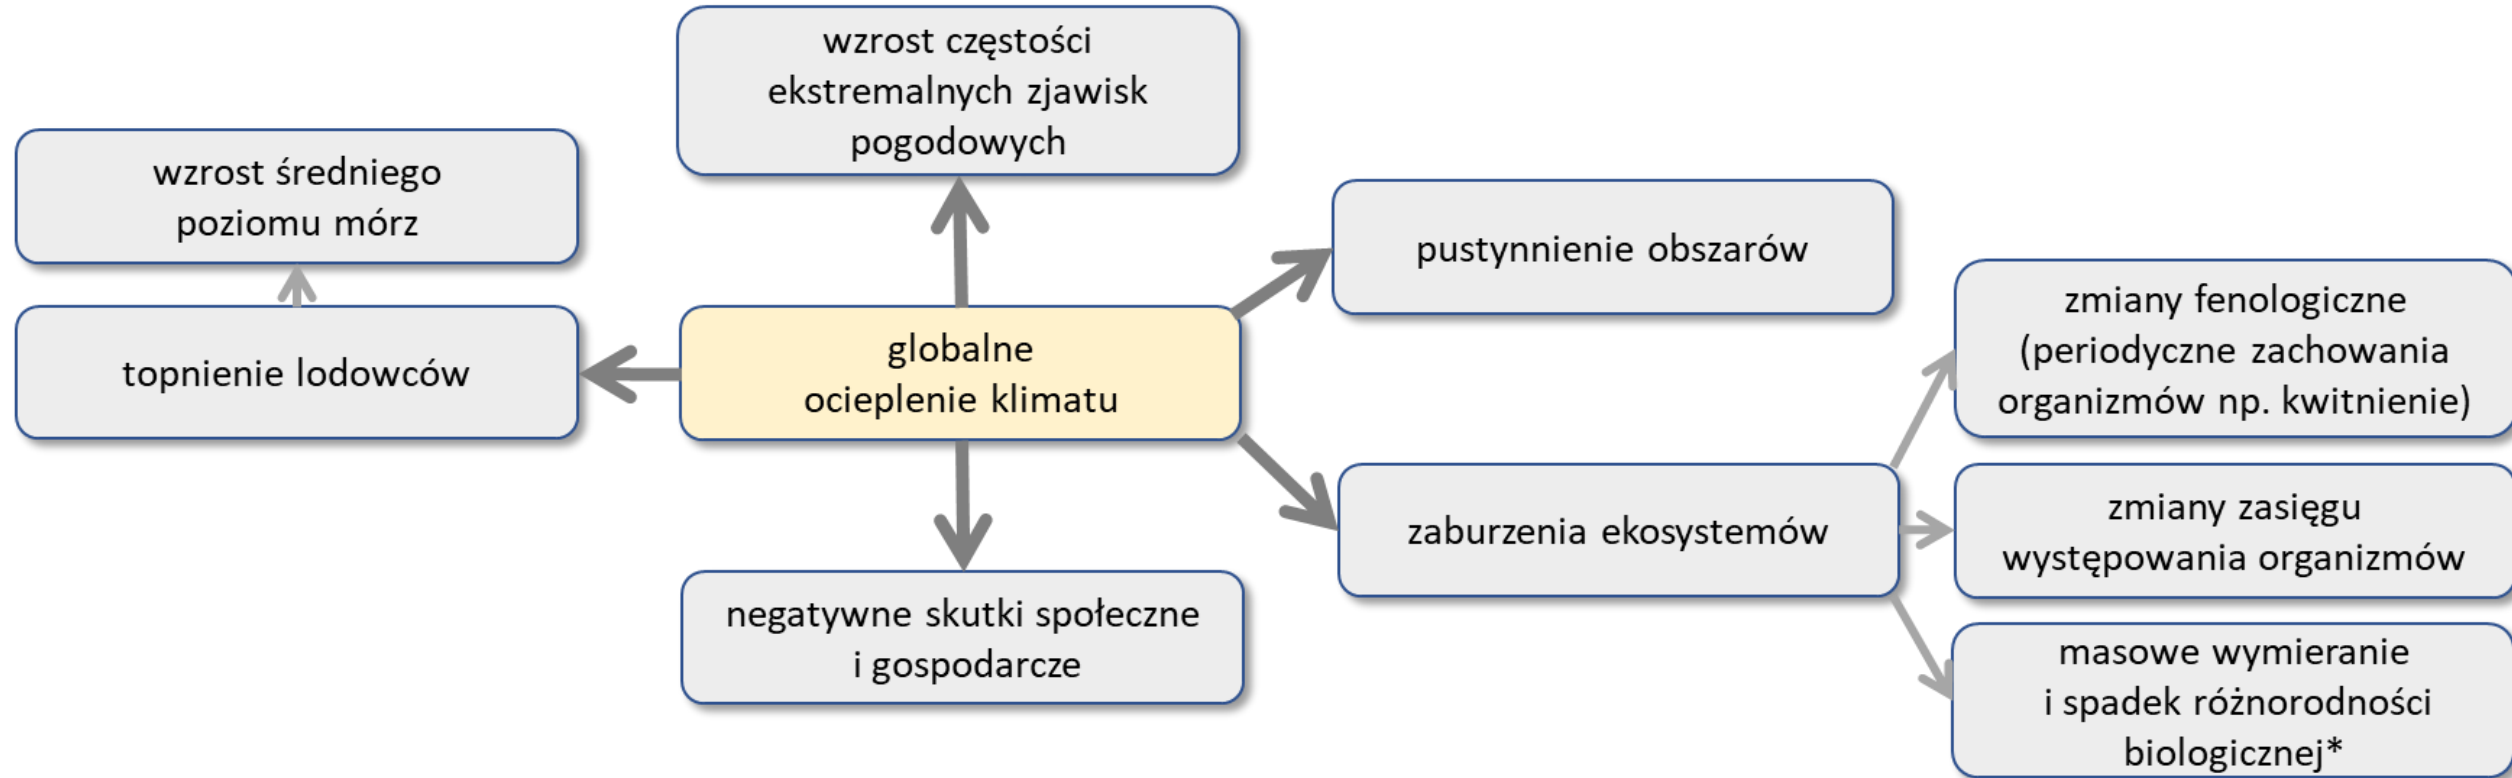 wzrost częstości
ekstremalnych zjawisk
pogodowych
wzrost średniego
poziomu mórz
pustynnienie obszarów
topnienie lodowców
globalne
ocieplenie klimatu
zmiany fenologiczne
(periodyczne zachowania
organizmów np. kwitnienie)
zaburzenia ekosystemów
zmiany zasięgu
występowania organizmów
negatywne skutki społeczne
i gospodarcze
masowe wymieranie
i spadek różnorodności
biologicznej*